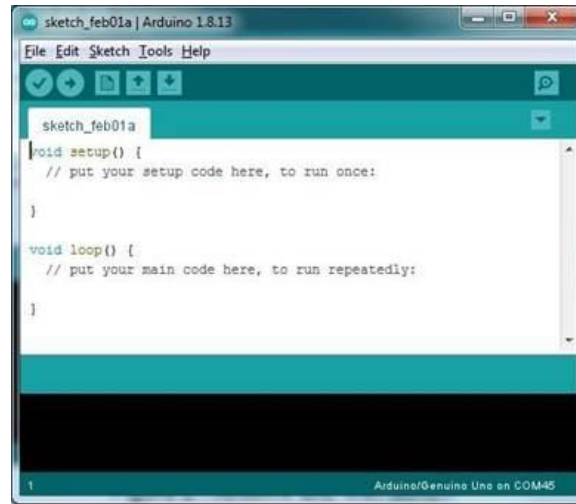 sketch_feb01a | Arduino 1.8.13
File Edit Sketch Tools Help
sketch_feb01a
void setup() {
// put your setup code here, to run once:
}
void loop() {
// put your main code here, to run repeatedly:
}
1 Arduino/Genuino Uno on COM45